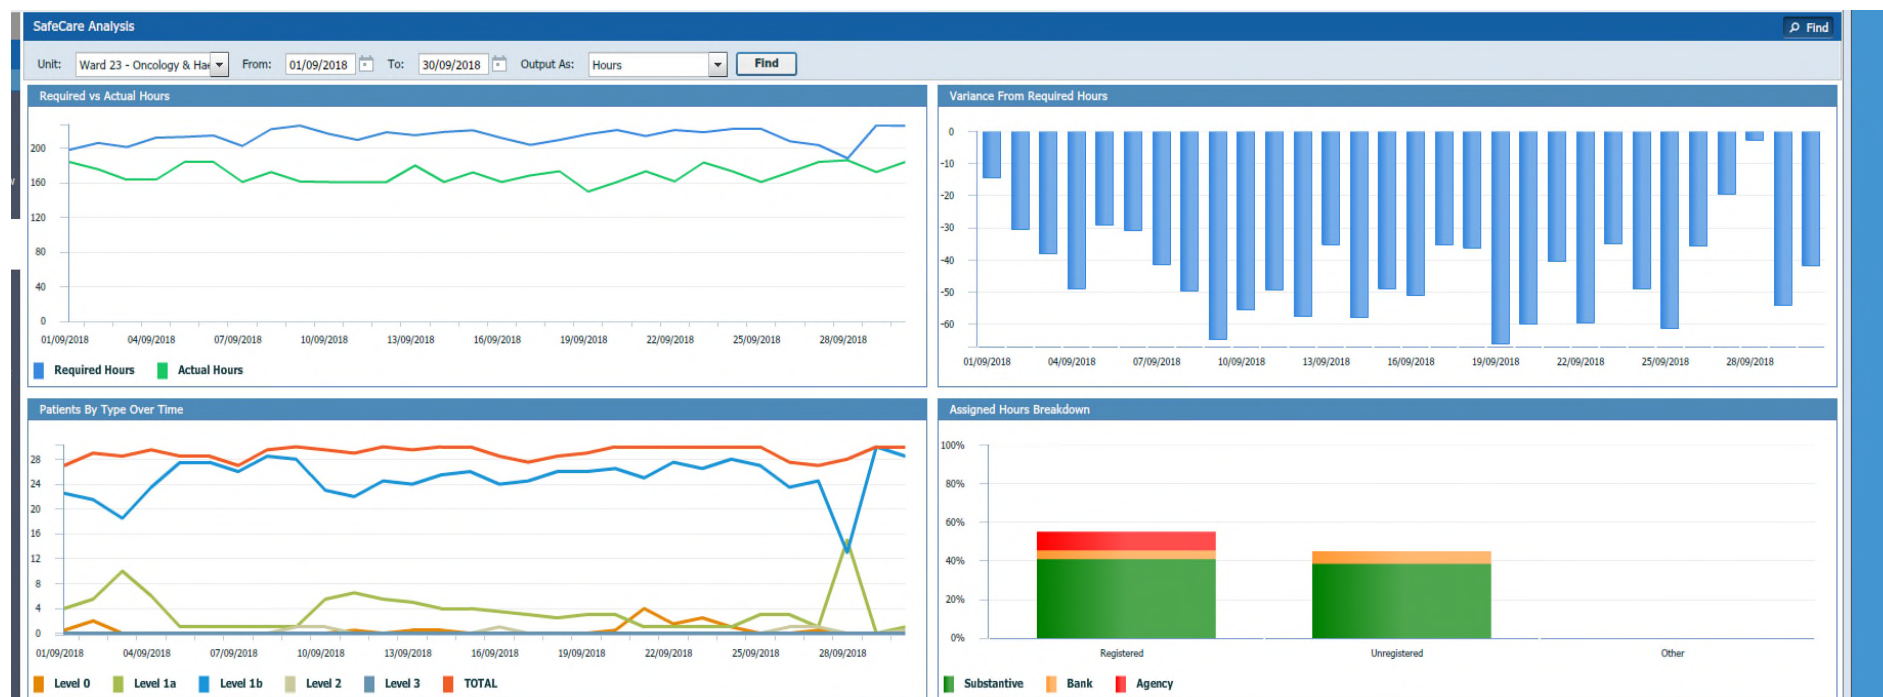 SafeCare Analysis
Find
Unit: Ward 23 - Oncology & Hae From: 01/09/2018 To: 30/09/2018 Output As: Hours Find
Required vs Actual Hours
200
160
120
80
40
0
01/09/2018 04/09/2018 07/09/2018 10/09/2018 13/09/2018 16/09/2018 19/09/2018 22/09/2018 25/09/2018 28/09/2018
Required Hours Actual Hours
Variance From Required Hours
0
-10
-20
-30
-40
-50
-60
01/09/2018 04/09/2018 07/09/2018 10/09/2018 13/09/2018 16/09/2018 19/09/2018 22/09/2018 25/09/2018 28/09/2018
Patients By Type Over Time
28
24
20
16
12
8
4
0
01/09/2018 04/09/2018 07/09/2018 10/09/2018 13/09/2018 16/09/2018 19/09/2018 22/09/2018 25/09/2018 28/09/2018
Level 0 Level 1a Level 1b Level 2 Level 3 TOTAL
Assigned Hours Breakdown
100%
80%
60%
40%
20%
0%
Registered Unregistered Other
Substantive Bank Agency